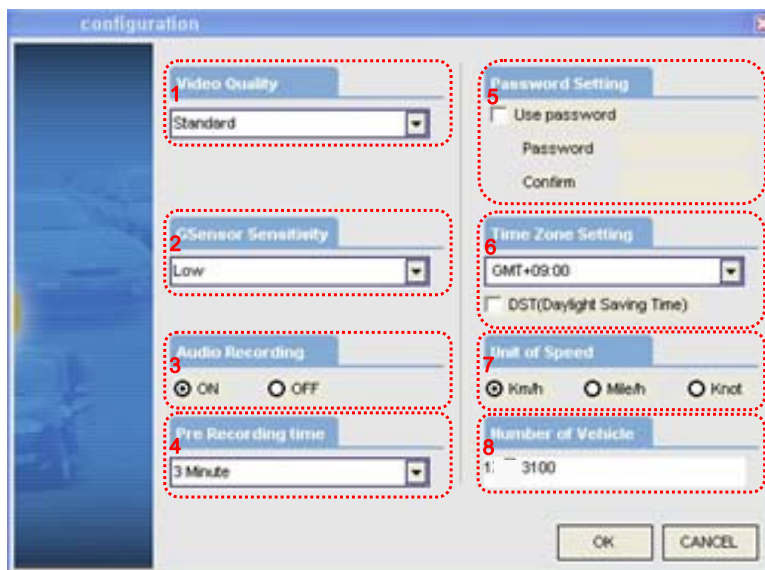 configuration
1
Video Quality
Standard
2
GSensor Sensitivity
Low
3
Audio Recording
ON
OFF
4
Pre Recording time
3 Minute
5
Password Setting
Use password
Password
Confirm
6
Time Zone Setting
GMT+09:00
DST(Daylight Saving Time)
7
Unit of Speed
Km/h
Mile/h
Knot
8
Number of Vehicle
3100
OK
CANCEL